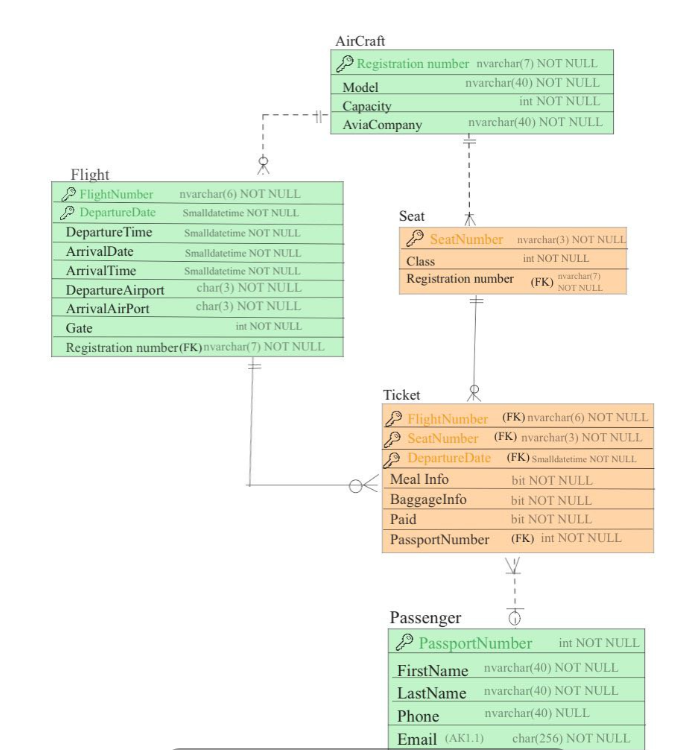 AirCraft
Registration number nvarchar(7) NOT NULL
Model nvarchar(40) NOT NULL
Capacity int NOT NULL
AviaCompany nvarchar(40) NOT NULL
Flight
FlightNumber nvarchar(6) NOT NULL
DepartureDate Smalldatetime NOT NULL
DepartureTime Smalldatetime NOT NULL
ArrivalDate Smalldatetime NOT NULL
ArrivalTime Smalldatetime NOT NULL
DepartureAirport char(3) NOT NULL
ArrivalAirPort char(3) NOT NULL
Gate int NOT NULL
Registration number(FK) nvarchar(7) NOT NULL
Seat
SeatNumber nvarchar(3) NOT NULL
Class int NOT NULL
Registration number (FK) nvarchar(7) NOT NULL
Ticket
FlightNumber (FK) nvarchar(6) NOT NULL
SeatNumber (FK) nvarchar(3) NOT NULL
DepartureDate (FK) Smalldatetime NOT NULL
Meal Info bit NOT NULL
BaggageInfo bit NOT NULL
Paid bit NOT NULL
PassportNumber (FK) int NOT NULL
Passenger
PassportNumber int NOT NULL
FirstName nvarchar(40) NOT NULL
LastName nvarchar(40) NOT NULL
Phone nvarchar(40) NULL
Email (AK1.1) char(256) NOT NULL